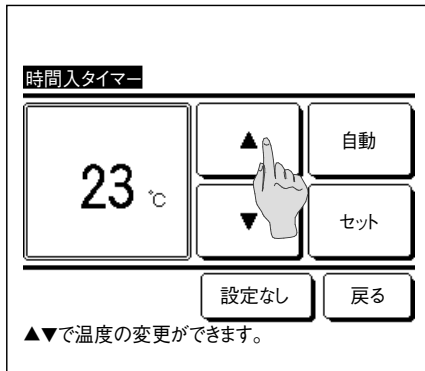 時間入タイマー
▲ 自動
23 ℃
▼ セット
設定なし 戻る
▲▼で温度の変更ができます。